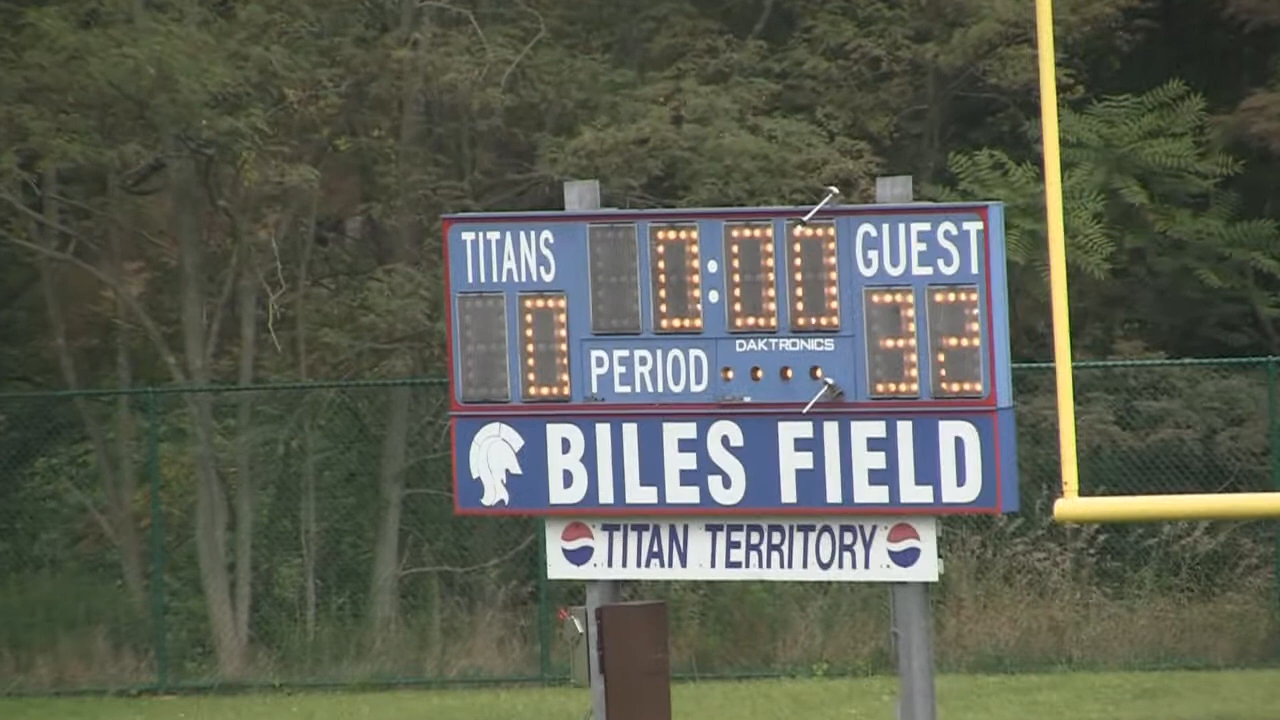 TITANS 0:00 GUEST
0 32
DAKTRONICS
PERIOD
BILES FIELD
TITAN TERRITORY